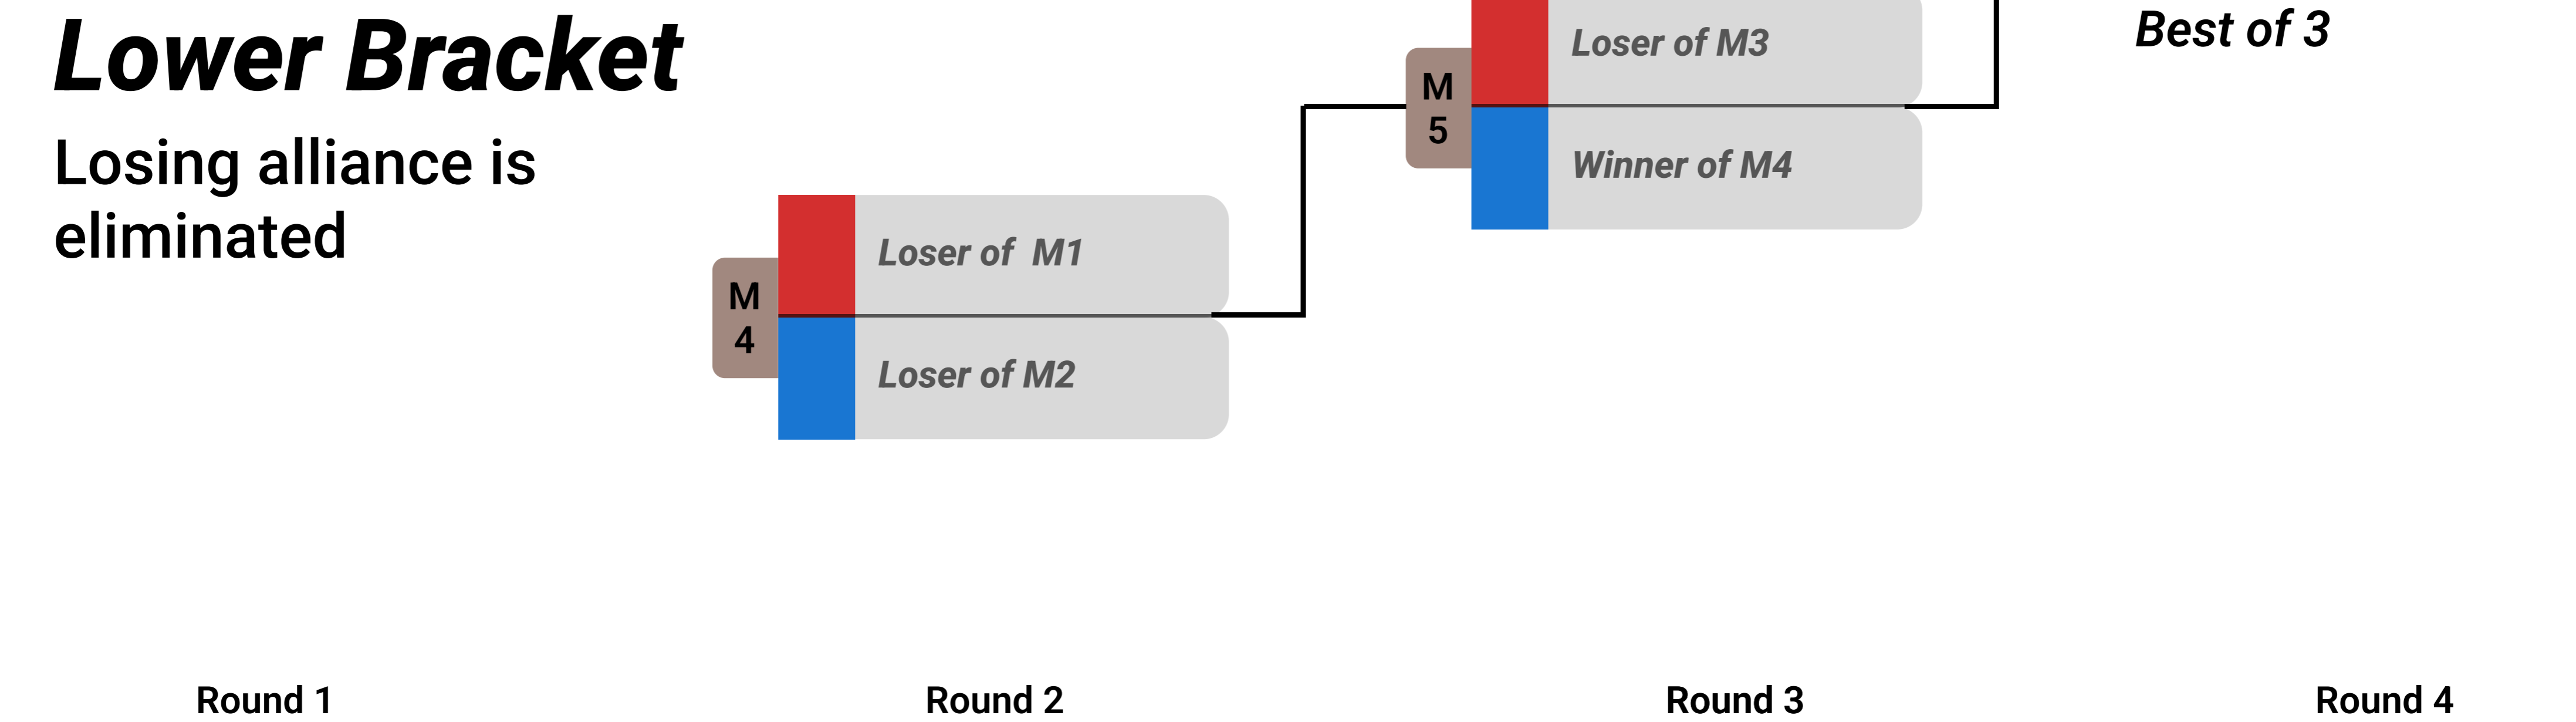 Lower Bracket
Losing alliance is
eliminated
M
4
Loser of M1
Loser of M2
M
5
Loser of M3
Winner of M4
Best of 3
Round 1
Round 2
Round 3
Round 4